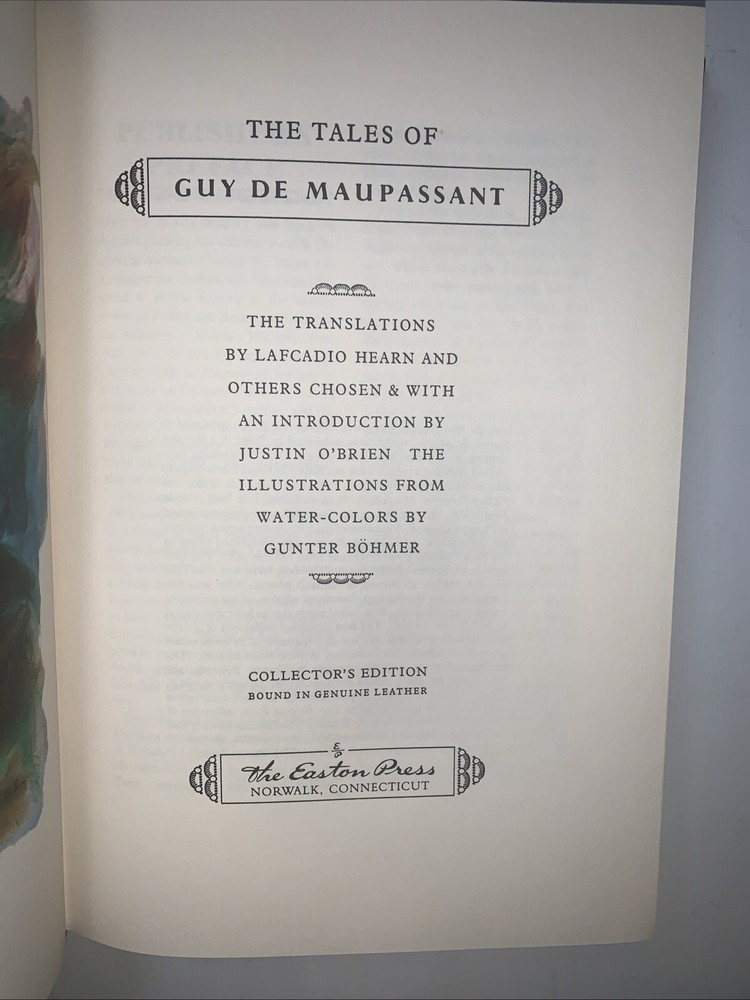 THE TALES OF
GUY DE MAUPASSANT
THE TRANSLATIONS
BY LAFCADIO HEARN AND
OTHERS CHOSEN & WITH
AN INTRODUCTION BY
JUSTIN O'BRIEN THE
ILLUSTRATIONS FROM
WATER-COLORS BY
GUNTER BÖHMER
COLLECTOR'S EDITION
BOUND IN GENUINE LEATHER
The Easton Press
NORWALK, CONNECTICUT